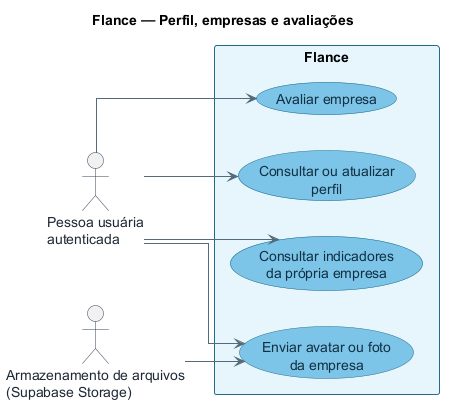 Flance — Perfil, empresas e avaliações
Flance
Avaliar empresa
Pessoa usuária
autenticada
Consultar ou atualizar
perfil
Consultar indicadores
da própria empresa
Enviar avatar ou foto
da empresa
Armazenamento de arquivos
(Supabase Storage)